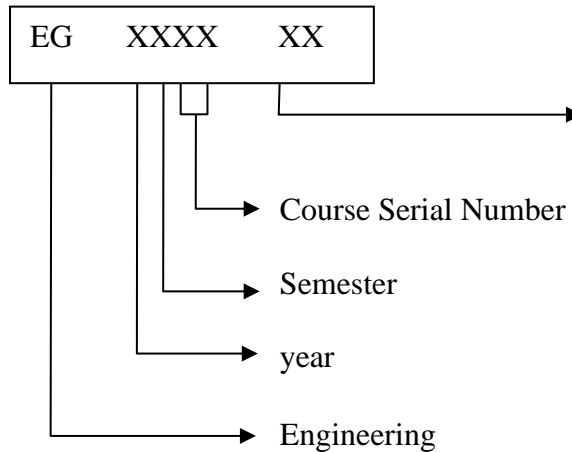 EG XXXX XX
Course Serial Number
Semester
year
Engineering